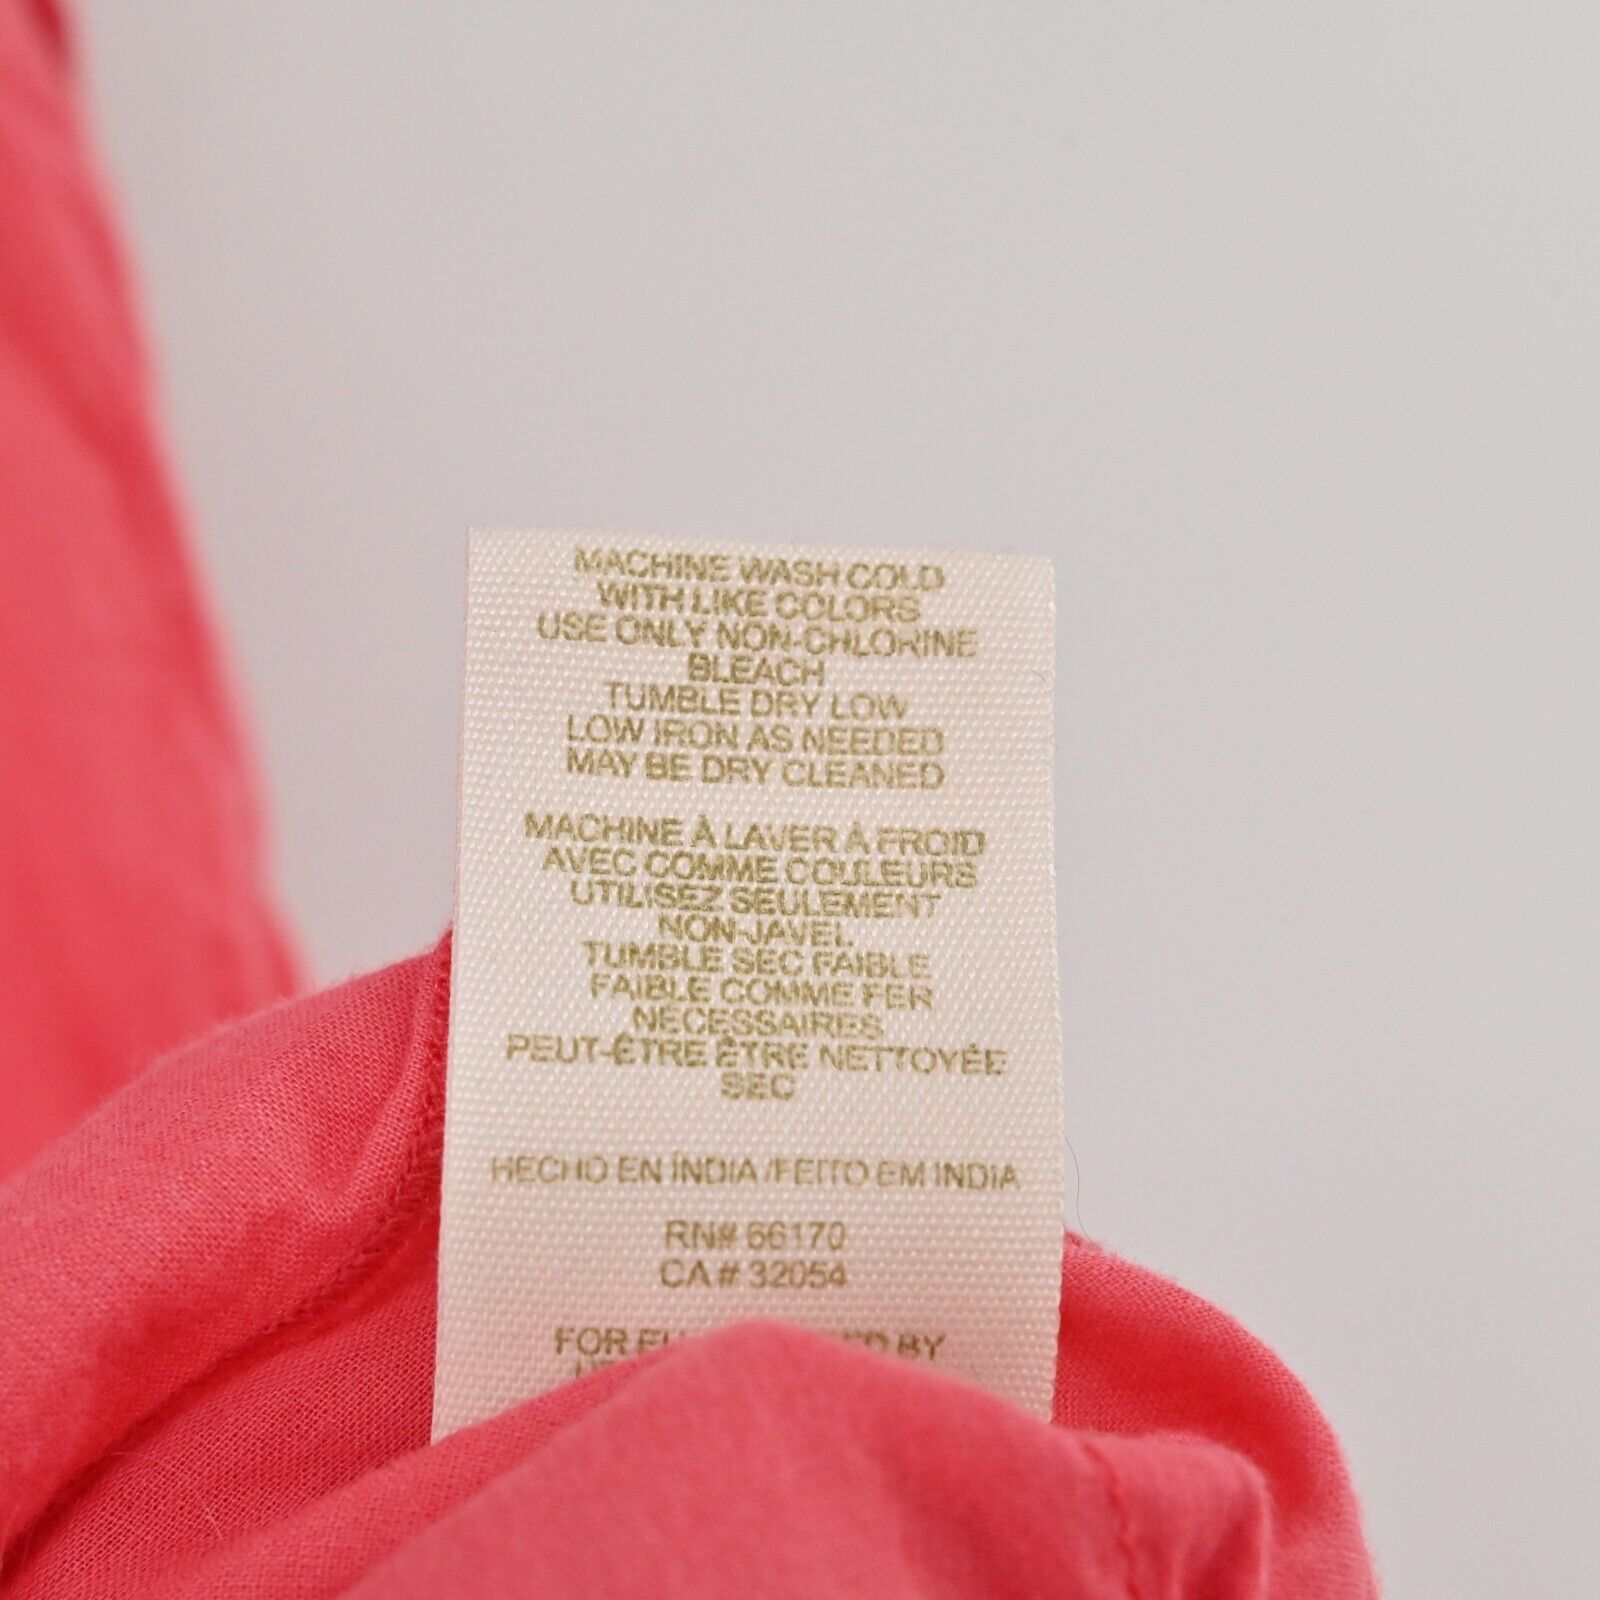 MACHINE WASH COLD
WITH LIKE COLORS
USE ONLY NON-CHLORINE
BLEACH
TUMBLE DRY LOW
LOW IRON AS NEEDED
MAY BE DRY CLEANED
MACHINE À LAVER À FROID
AVEC COMME COULEURS
UTILISEZ SEULEMENT
NON-JAVEL
TUMBLE SEC FAIBLE
FAIBLE COMME FER
NÉCESSAIRES
PEUT-ÊTRE ÊTRE NETTOYÉE
SEC
HECHO EN ÍNDIA /FEITO EM INDIA
RN# 66170
CA # 32054
FOR BY